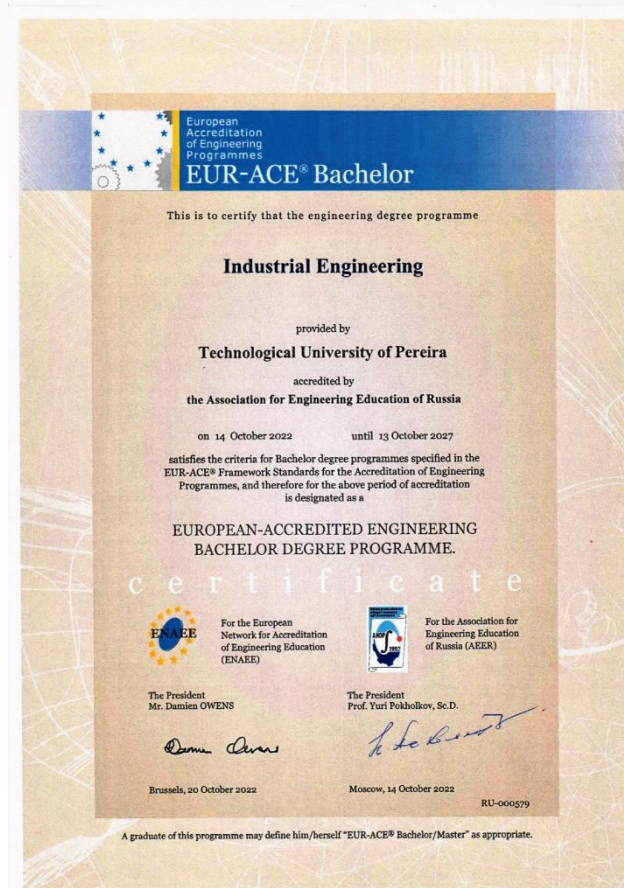 European
Accreditation
of Engineering
Programmes
EUR-ACE® Bachelor
This is to certify that the engineering degree programme
Industrial Engineering
provided by
Technological University of Pereira
accredited by
the Association for Engineering Education of Russia
on 14 October 2022 until 13 October 2027
satisfies the criteria for Bachelor degree programmes specified in the
EUR-ACE® Framework Standards for the Accreditation of Engineering
Programmes, and therefore for the above period of accreditation
is designated as a
EUROPEAN-ACCREDITED ENGINEERING
BACHELOR DEGREE PROGRAMME.
certificate
ENAEE
For the European
Network for Accreditation
of Engineering Education
(ENAEE)
АИОР
1992
For the Association for
Engineering Education
of Russia (AEER)
The President
Mr. Damien OWENS
The President
Prof. Yuri Pokholkov, Sc.D.
Damien Owens
Brussels, 20 October 2022
Moscow, 14 October 2022
RU-000579
A graduate of this programme may define him/herself "EUR-ACE® Bachelor/Master" as appropriate.